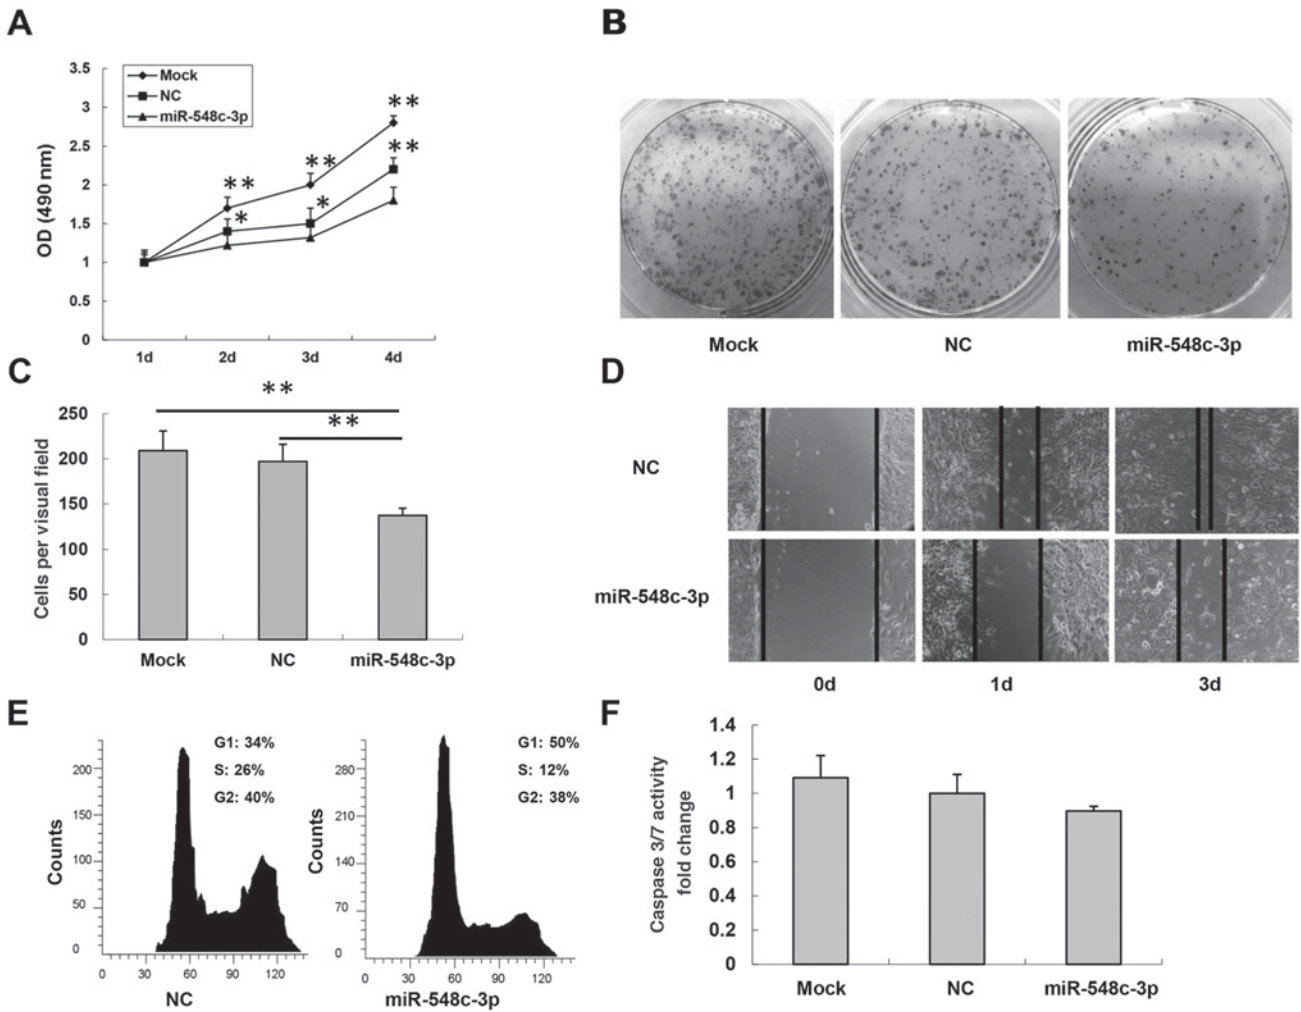 A
3.5
3
2.5
2
1.5
1
0.5
0
OD (490 nm)
Mock
NC
miR-548c-3p
**
**
**
**
*
*
1d
2d
3d
4d
B
Mock
NC
miR-548c-3p
C
**
**
250
200
150
100
50
0
Cells per visual field
Mock
NC
miR-548c-3p
D
NC
miR-548c-3p
0d
1d
3d
E
G1: 34%
S: 26%
G2: 40%
200
150
100
50
0
Counts
0
30
60
90
120
NC
G1: 50%
S: 12%
G2: 38%
280
210
140
70
0
Counts
0
30
60
90
120
miR-548c-3p
F
1.4
1.2
1
0.8
0.6
0.4
0.2
0
Caspase 3/7 activity
fold change
Mock
NC
miR-548c-3p